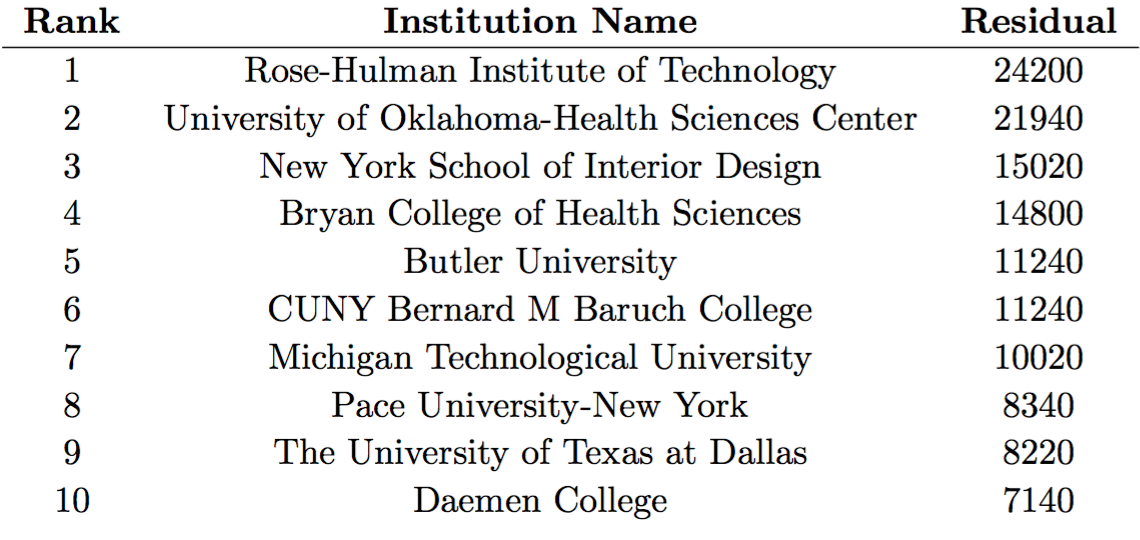 Rank Institution Name Residual
1 Rose-Hulman Institute of Technology 24200
2 University of Oklahoma-Health Sciences Center 21940
3 New York School of Interior Design 15020
4 Bryan College of Health Sciences 14800
5 Butler University 11240
6 CUNY Bernard M Baruch College 11240
7 Michigan Technological University 10020
8 Pace University-New York 8340
9 The University of Texas at Dallas 8220
10 Daemen College 7140